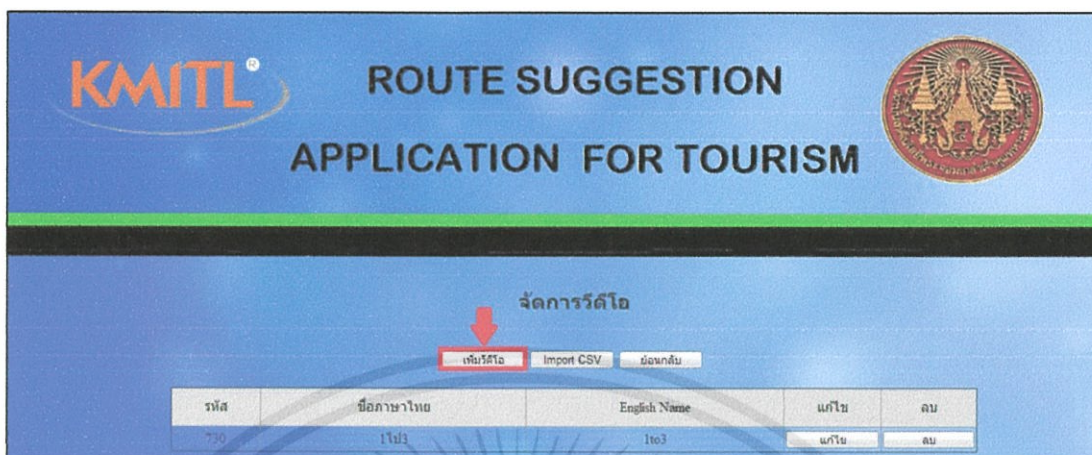 KMITL®
ROUTE SUGGESTION
APPLICATION FOR TOURISM
จัดการวีดีโอ
เพิ่มวีดีโอ Import CSV ย้อนกลับ
รหัส ชื่อภาษาไทย English Name แก้ไข ลบ
730 1ไป3 1to3 แก้ไข ลบ